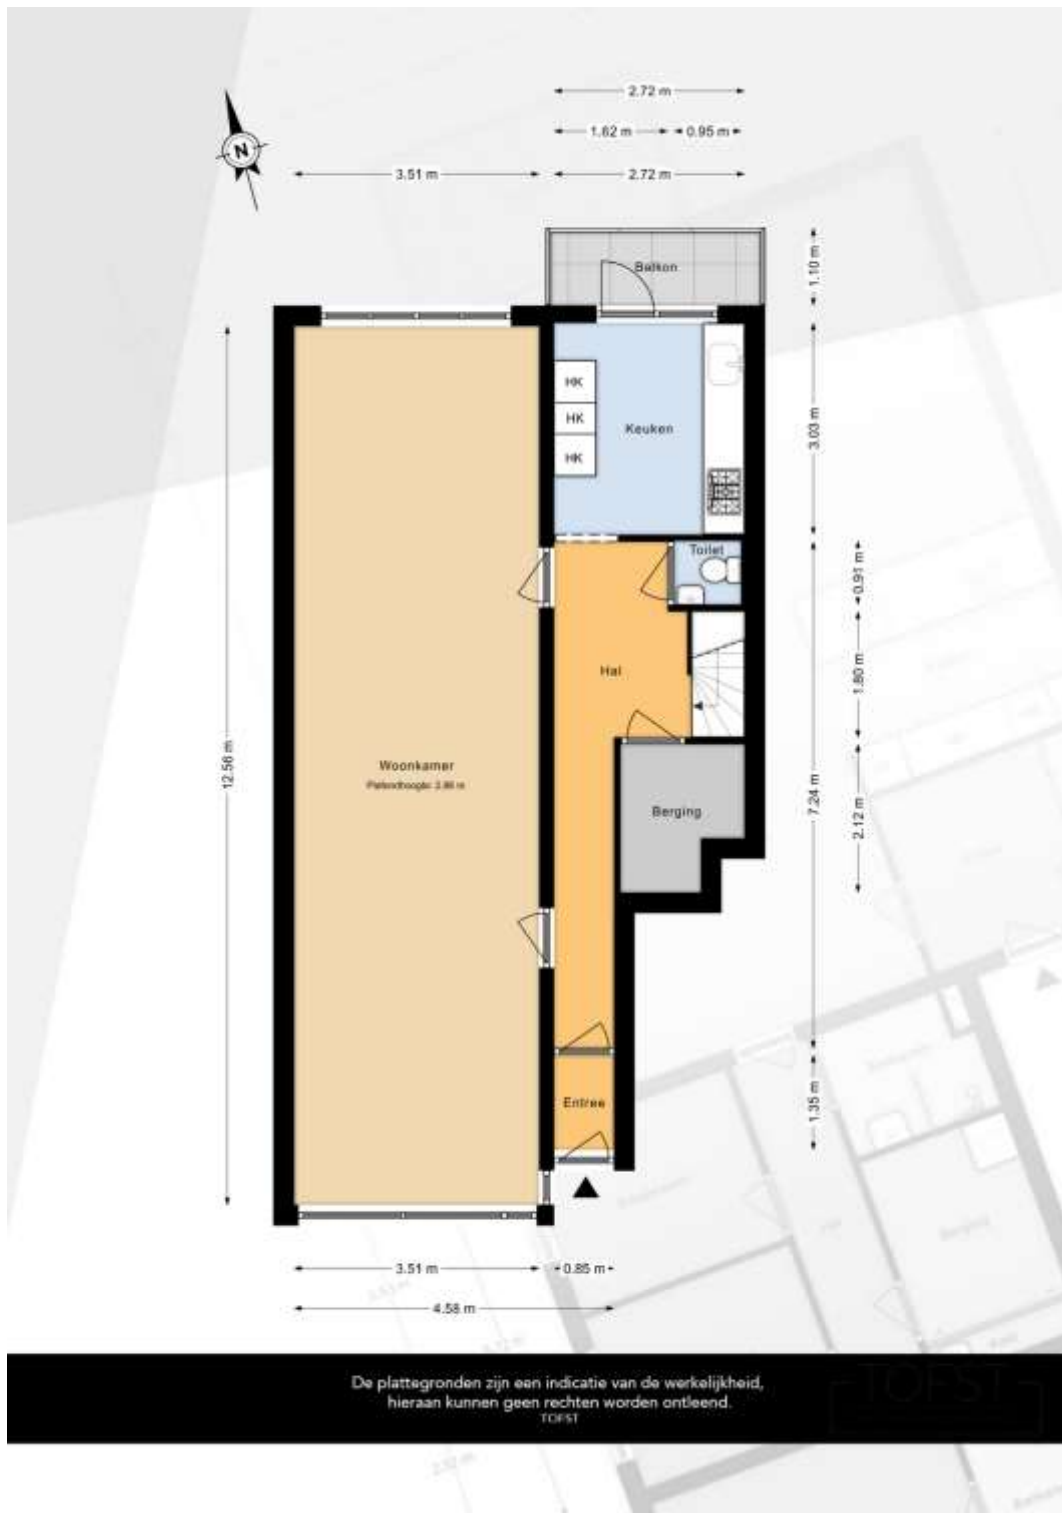 2.72 m
1.62 m
0.95 m
3.51 m
2.72 m
N
Balkon
1.10 m
HK
HK
HK
Keuken
3.03 m
Toilet
0.91 m
Hal
1.80 m
12.56 m
Woonkamer
7.24 m
Berging
2.12 m
Entree
1.35 m
3.51 m
0.85 m
4.58 m
De plattegronden zijn een indicatie van de werkelijkheid,
hieraan kunnen geen rechten worden ontleend.
TOFST
TOFST